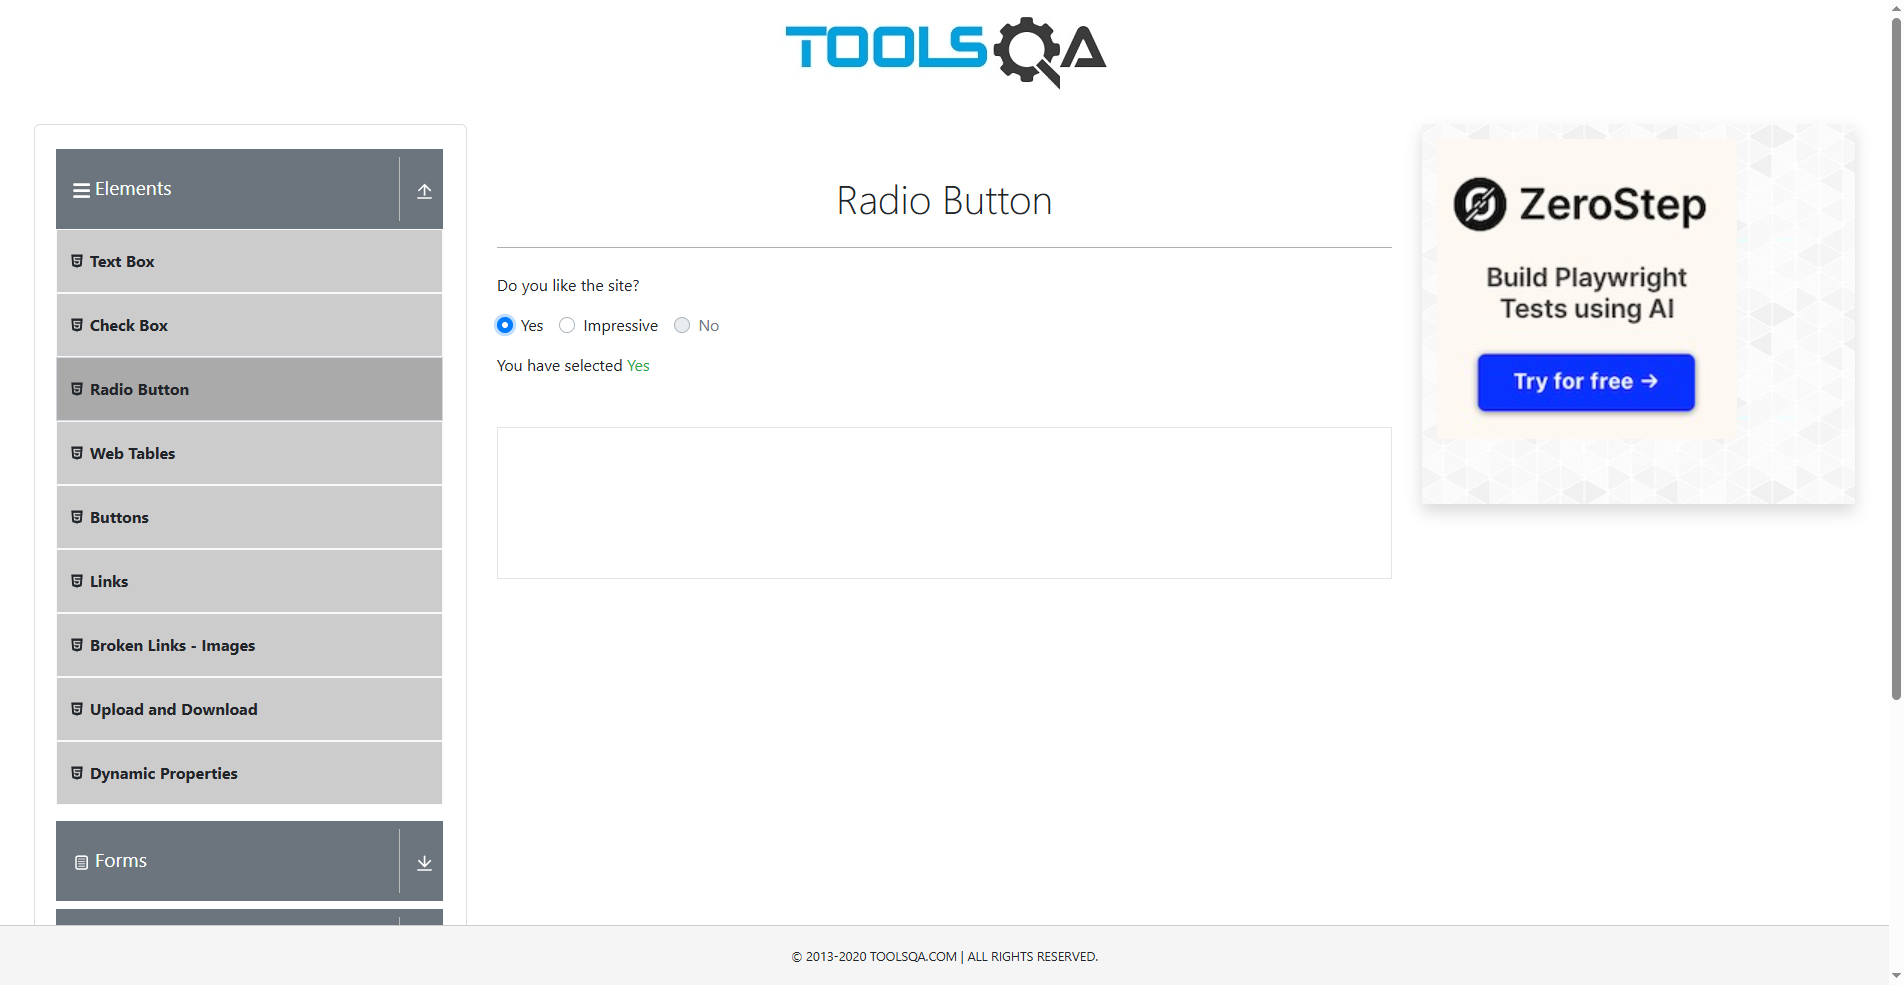 TOOLSQA
Elements
Text Box
Check Box
Radio Button
Web Tables
Buttons
Links
Broken Links - Images
Upload and Download
Dynamic Properties
Forms
Radio Button
Do you like the site?
Yes Impressive No
You have selected Yes
ZeroStep
Build Playwright
Tests using AI
Try for free →
© 2013-2020 TOOLSQA.COM | ALL RIGHTS RESERVED.